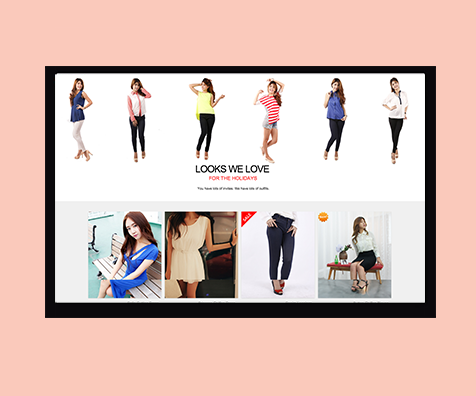 LOOKS WE LOVE
FOR THE HOLIDAYS
You have lots of invites. We have lots of outfits.
SALE